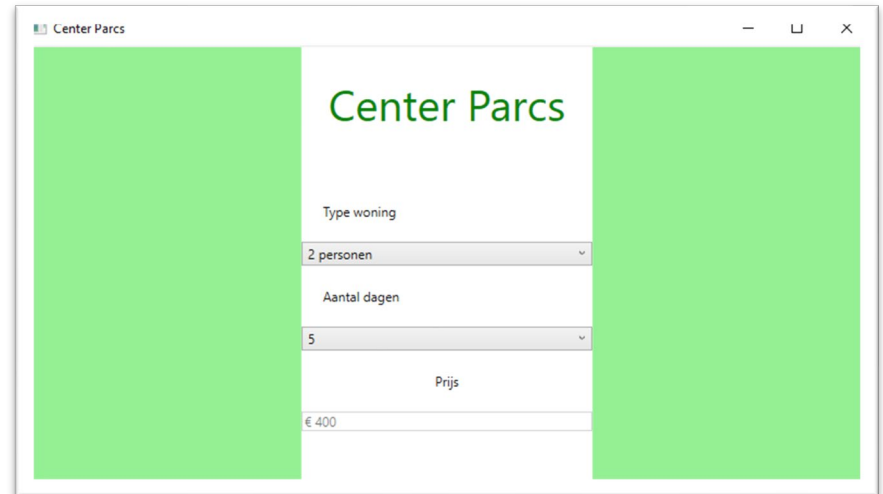 Center Parcs
Center Parcs
Type woning
2 personen
Aantal dagen
5
Prijs
€ 400